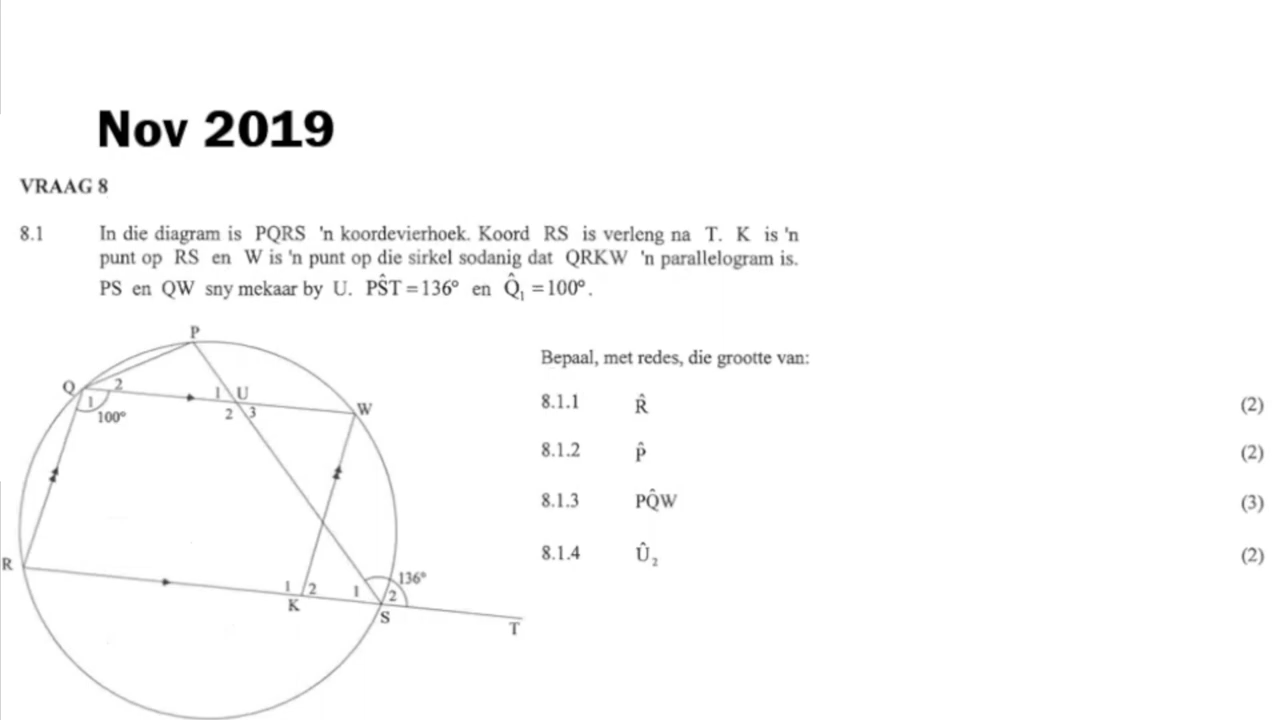 Nov 2019
VRAAG 8
8.1 In die diagram is PQRS 'n koordevierhoek. Koord RS is verleng na T. K is 'n
punt op RS en W is 'n punt op die sirkel sodanig dat QRKW 'n parallelogram is.
PS en QW sny mekaar by U. PŜT = 136° en Q̂₁ = 100°.
P
Q 2 1 U
1 W
100° 2 3
R
1 2 1 136°
2
K S
T
Bepaal, met redes, die grootte van:
8.1.1 R̂ (2)
8.1.2 P̂ (2)
8.1.3 PQ̂W (3)
8.1.4 Û₂ (2)